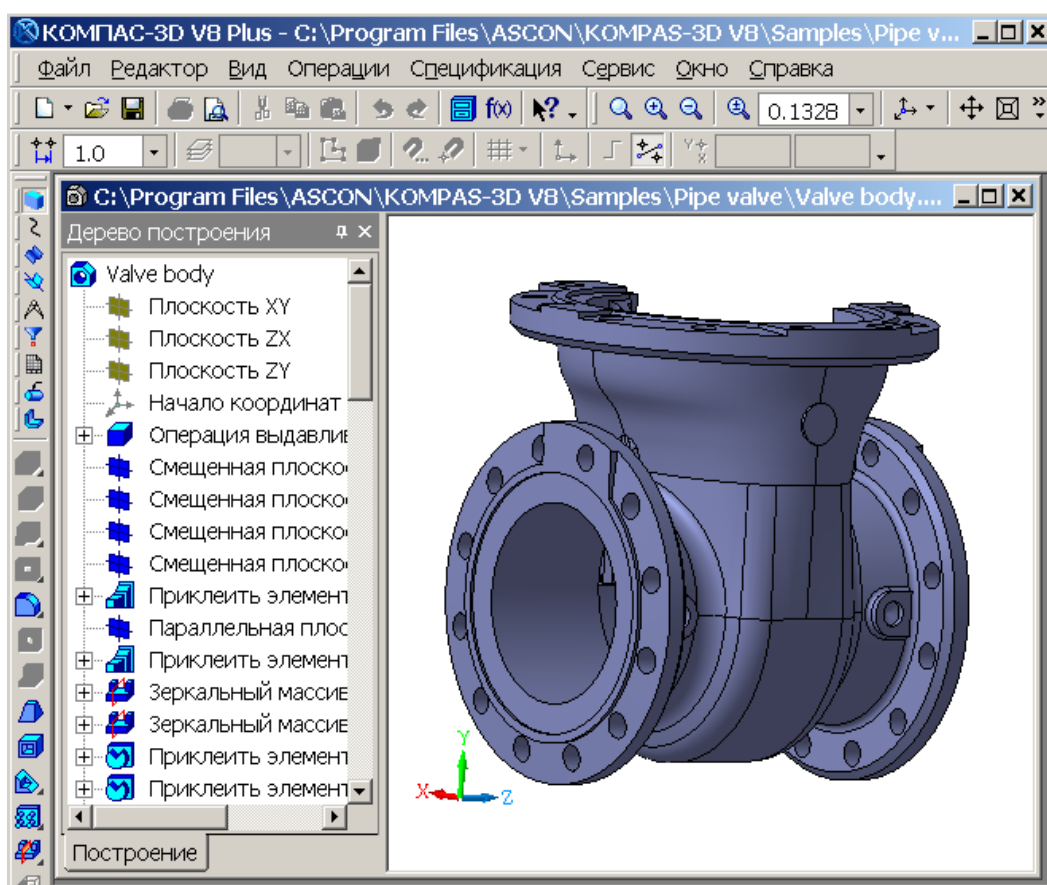 КОМПАС-3D V8 Plus - C:\Program Files\ASCON\KOMPAS-3D V8\Samples\Pipe v...
Файл Редактор Вид Операции Спецификация Сервис Окно Справка
f(x) 0.1328
1.0
C:\Program Files\ASCON\KOMPAS-3D V8\Samples\Pipe valve\Valve body....
Дерево построения
Valve body
Плоскость XY
Плоскость ZX
Плоскость ZY
Начало координат
Операция выдавлив
Смещенная плоско
Смещенная плоско
Смещенная плоско
Смещенная плоско
Приклеить элемент
Параллельная плос
Приклеить элемент
Зеркальный массив
Зеркальный массив
Приклеить элемент
Приклеить элемент
Построение
Y
X
Z